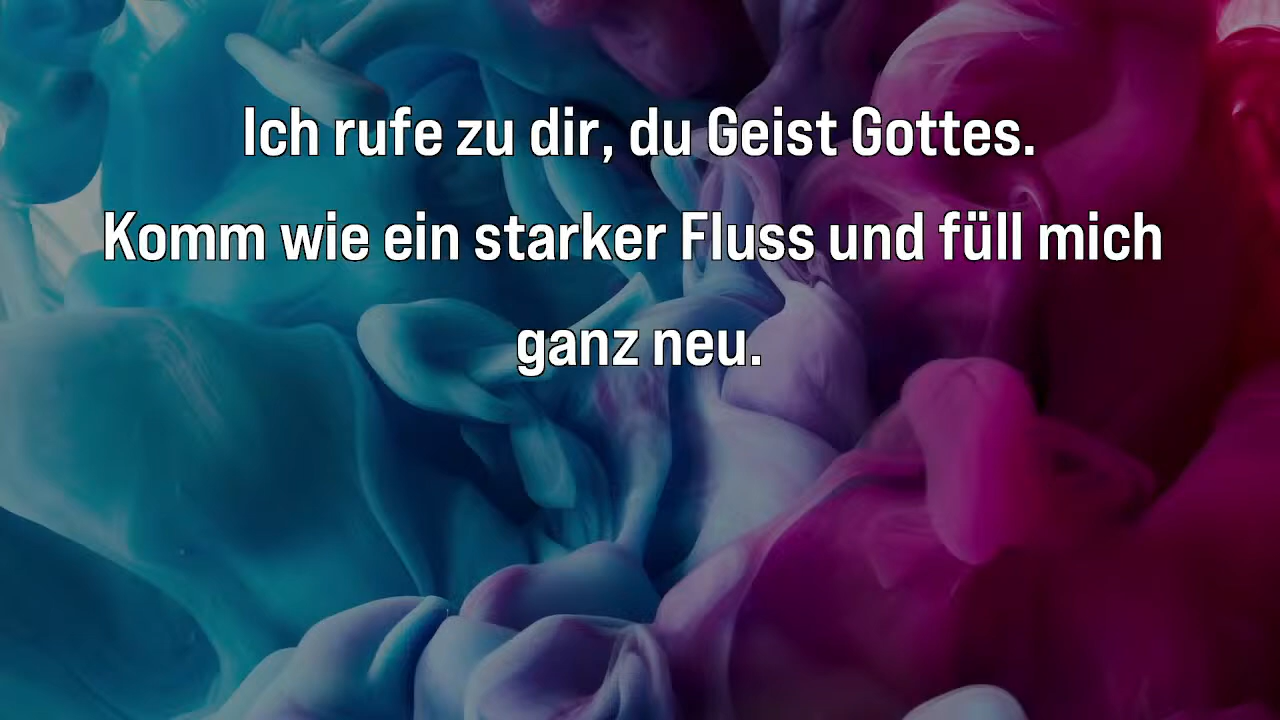 Ich rufe zu dir, du Geist Gottes.
Komm wie ein starker Fluss und füll mich
ganz neu.